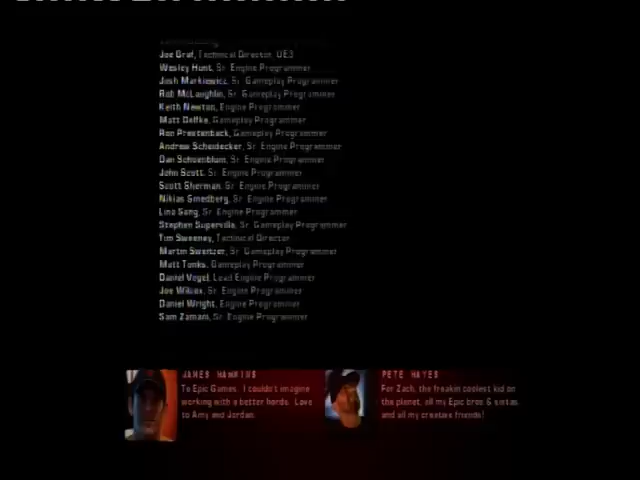 Joe Graf, Technical Director, UE3
Wesley Hunt, Sr. Engine Programmer
Josh Markiewicz, Sr. Gameplay Programmer
Rob McLaughlin, Sr. Gameplay Programmer
Keith Newton, Engine Programmer
Matt Oelfke, Gameplay Programmer
Ron Prestenback, Gameplay Programmer
Andrew Scheidecker, Sr. Engine Programmer
Dan Schoenblum, Sr. Engine Programmer
John Scott, Sr. Engine Programmer
Scott Sherman, Sr. Engine Programmer
Niklas Smedberg, Sr. Engine Programmer
Lina Song, Sr. Engine Programmer
Stephen Superville, Sr. Gameplay Programmer
Tim Sweeney, Technical Director
Martin Sweitzer, Sr. Gameplay Programmer
Matt Tonks, Gameplay Programmer
Daniel Vogel, Lead Engine Programmer
Joe Wilcox, Sr. Engine Programmer
Daniel Wright, Engine Programmer
Sam Zamani, Sr. Engine Programmer
JAMES HAWKINS
To Epic Games. I couldn't imagine
working with a better horde. Love
to Amy and Jordan.
PETE HAYES
For Zach, the freakin coolest kid on
the planet, all my Epic bros & sistas,
and all my creative friends!